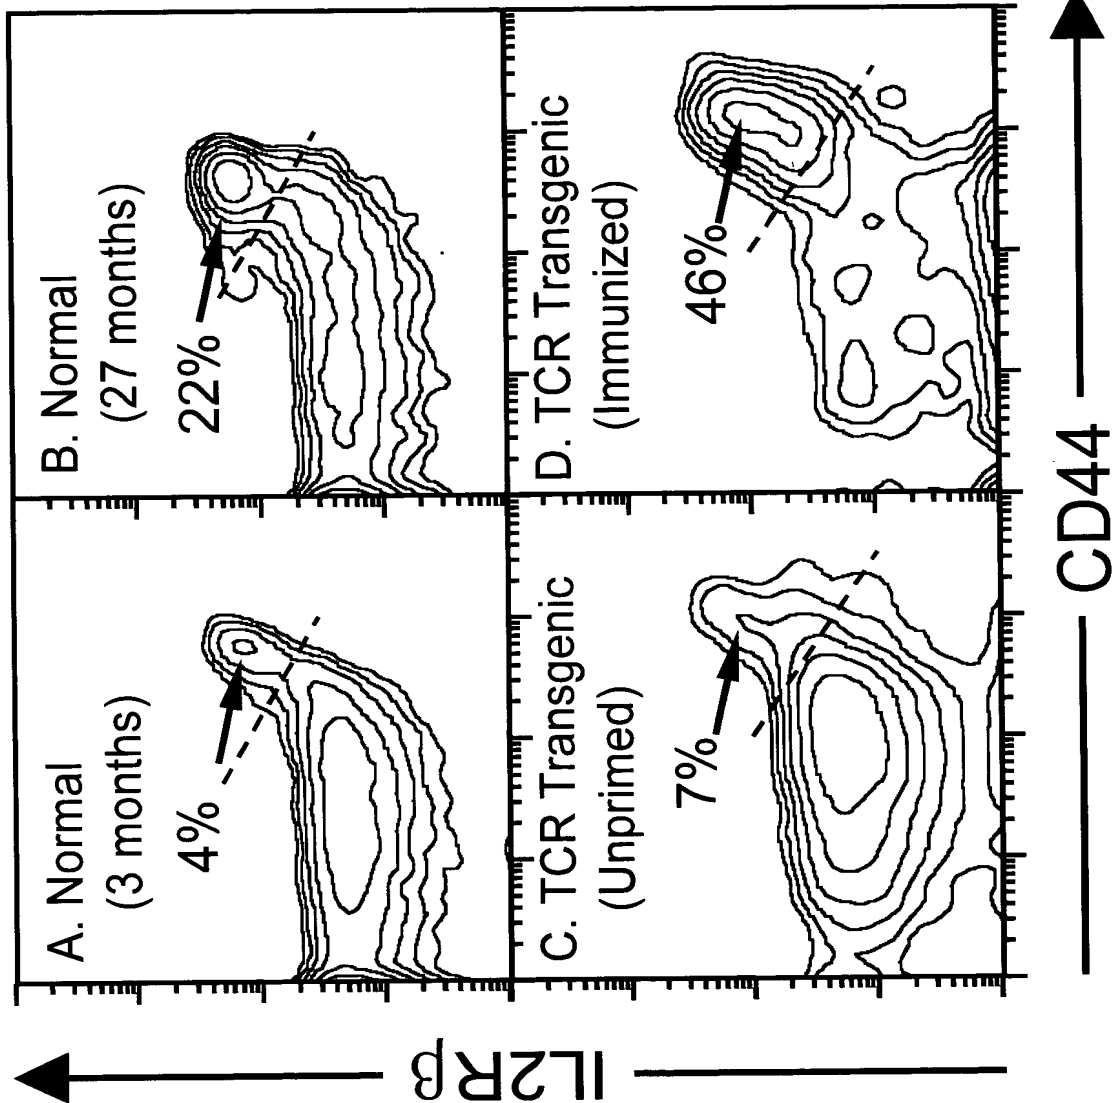 A. Normal
(3 months)
4%
B. Normal
(27 months)
22%
C. TCR Transgenic
(Unprimed)
7%
D. TCR Transgenic
(Immunized)
46%
IL2Rβ
CD44